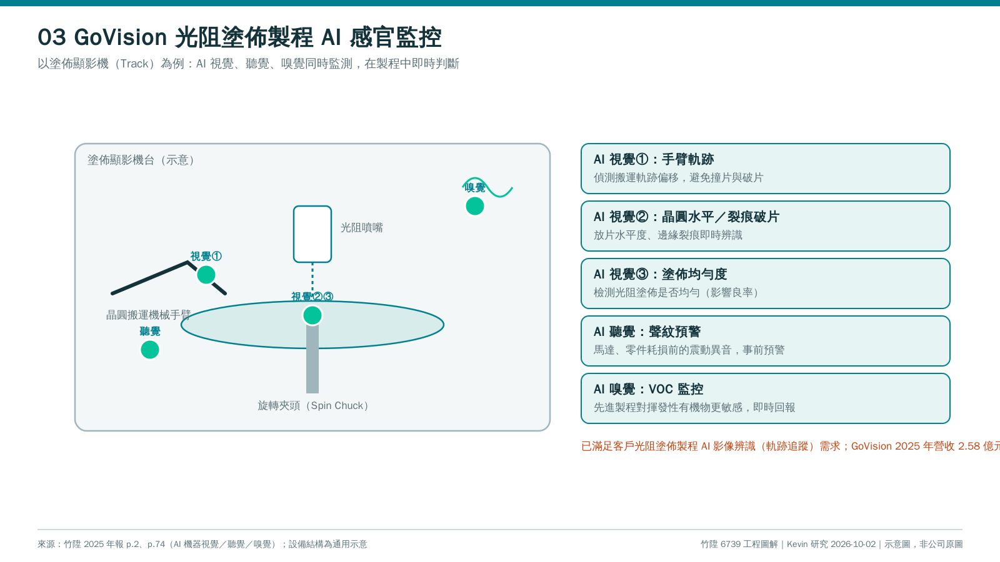 03 GoVision 光阻塗佈製程 AI 感官監控
以塗佈顯影機（Track）為例：AI 視覺、聽覺、嗅覺同時監測，在製程中即時判斷
塗佈顯影機台（示意）
嗅覺
光阻噴嘴
視覺①
視覺②③
晶圓搬運機械手臂
聽覺
旋轉夾頭（Spin Chuck）
AI 視覺①：手臂軌跡
偵測搬運軌跡偏移，避免撞片與破片
AI 視覺②：晶圓水平／裂痕破片
放片水平度、邊緣裂痕即時辨識
AI 視覺③：塗佈均勻度
檢測光阻塗佈是否均勻（影響良率）
AI 聽覺：聲紋預警
馬達、零件耗損前的震動異音，事前預警
AI 嗅覺：VOC 監控
先進製程對揮發性有機物更敏感，即時回報
已滿足客戶光阻塗佈製程 AI 影像辨識（軌跡追蹤）需求；GoVision 2025 年營收 2.58 億元
來源：竹陞 2025 年報 p.2、p.74（AI 機器視覺／聽覺／嗅覺）；設備結構為通用示意
竹陞 6739 工程圖解｜Kevin 研究 2026-10-02｜示意圖，非公司原圖